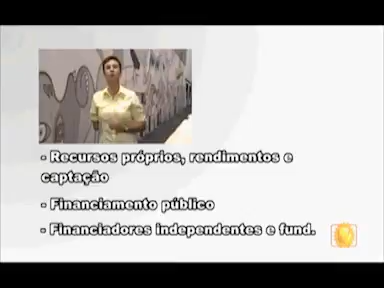 - Recursos próprios, rendimentos e
captação
- Financiamento público
- Financiadores independentes e fund.